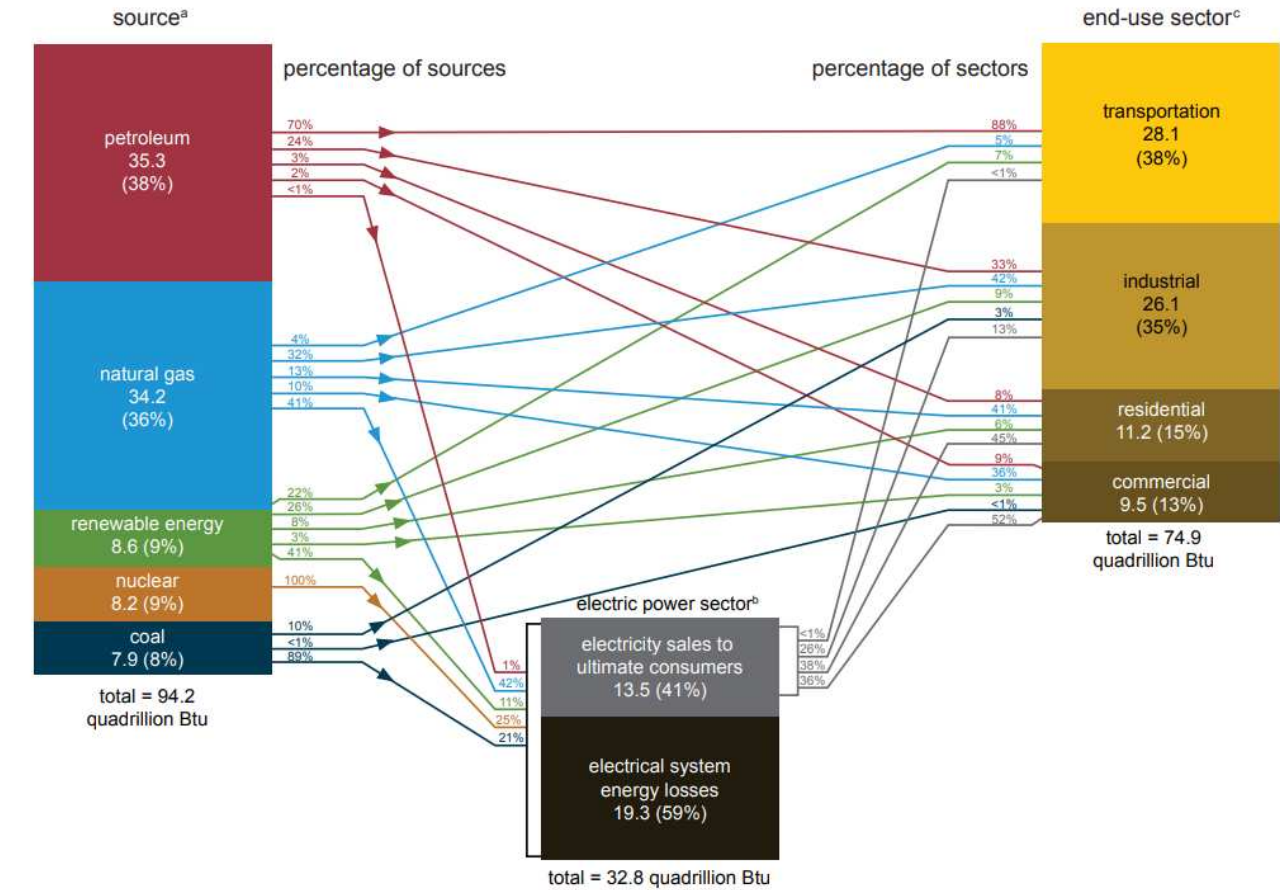 sourceᵃ
end-use sectorᶜ
percentage of sources
percentage of sectors
petroleum
35.3
(38%)
70%
24%
3%
2%
<1%
natural gas
34.2
(36%)
4%
32%
13%
10%
41%
renewable energy
8.6 (9%)
22%
26%
8%
3%
41%
nuclear
8.2 (9%)
100%
coal
7.9 (8%)
10%
<1%
89%
total = 94.2
quadrillion Btu
electric power sectorᵇ
1%
42%
11%
25%
21%
electricity sales to
ultimate consumers
13.5 (41%)
electrical system
energy losses
19.3 (59%)
total = 32.8 quadrillion Btu
<1%
26%
38%
36%
88%
5%
7%
<1%
transportation
28.1
(38%)
33%
42%
9%
3%
13%
industrial
26.1
(35%)
8%
41%
6%
45%
residential
11.2 (15%)
9%
36%
3%
<1%
52%
commercial
9.5 (13%)
total = 74.9
quadrillion Btu